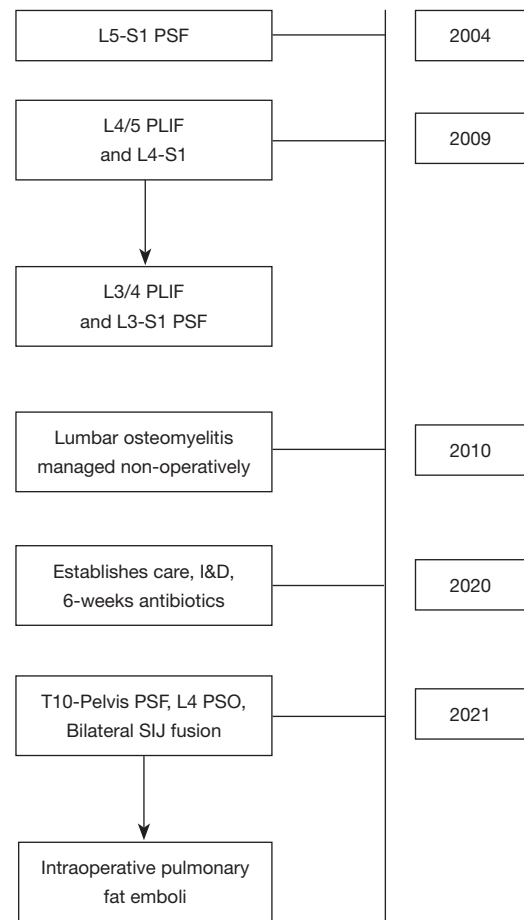 L5-S1 PSF
2004
L4/5 PLIF
and L4-S1
2009
L3/4 PLIF
and L3-S1 PSF
Lumbar osteomyelitis
managed non-operatively
2010
Establishes care, I&D,
6-weeks antibiotics
2020
T10-Pelvis PSF, L4 PSO,
Bilateral SIJ fusion
2021
Intraoperative pulmonary
fat emboli